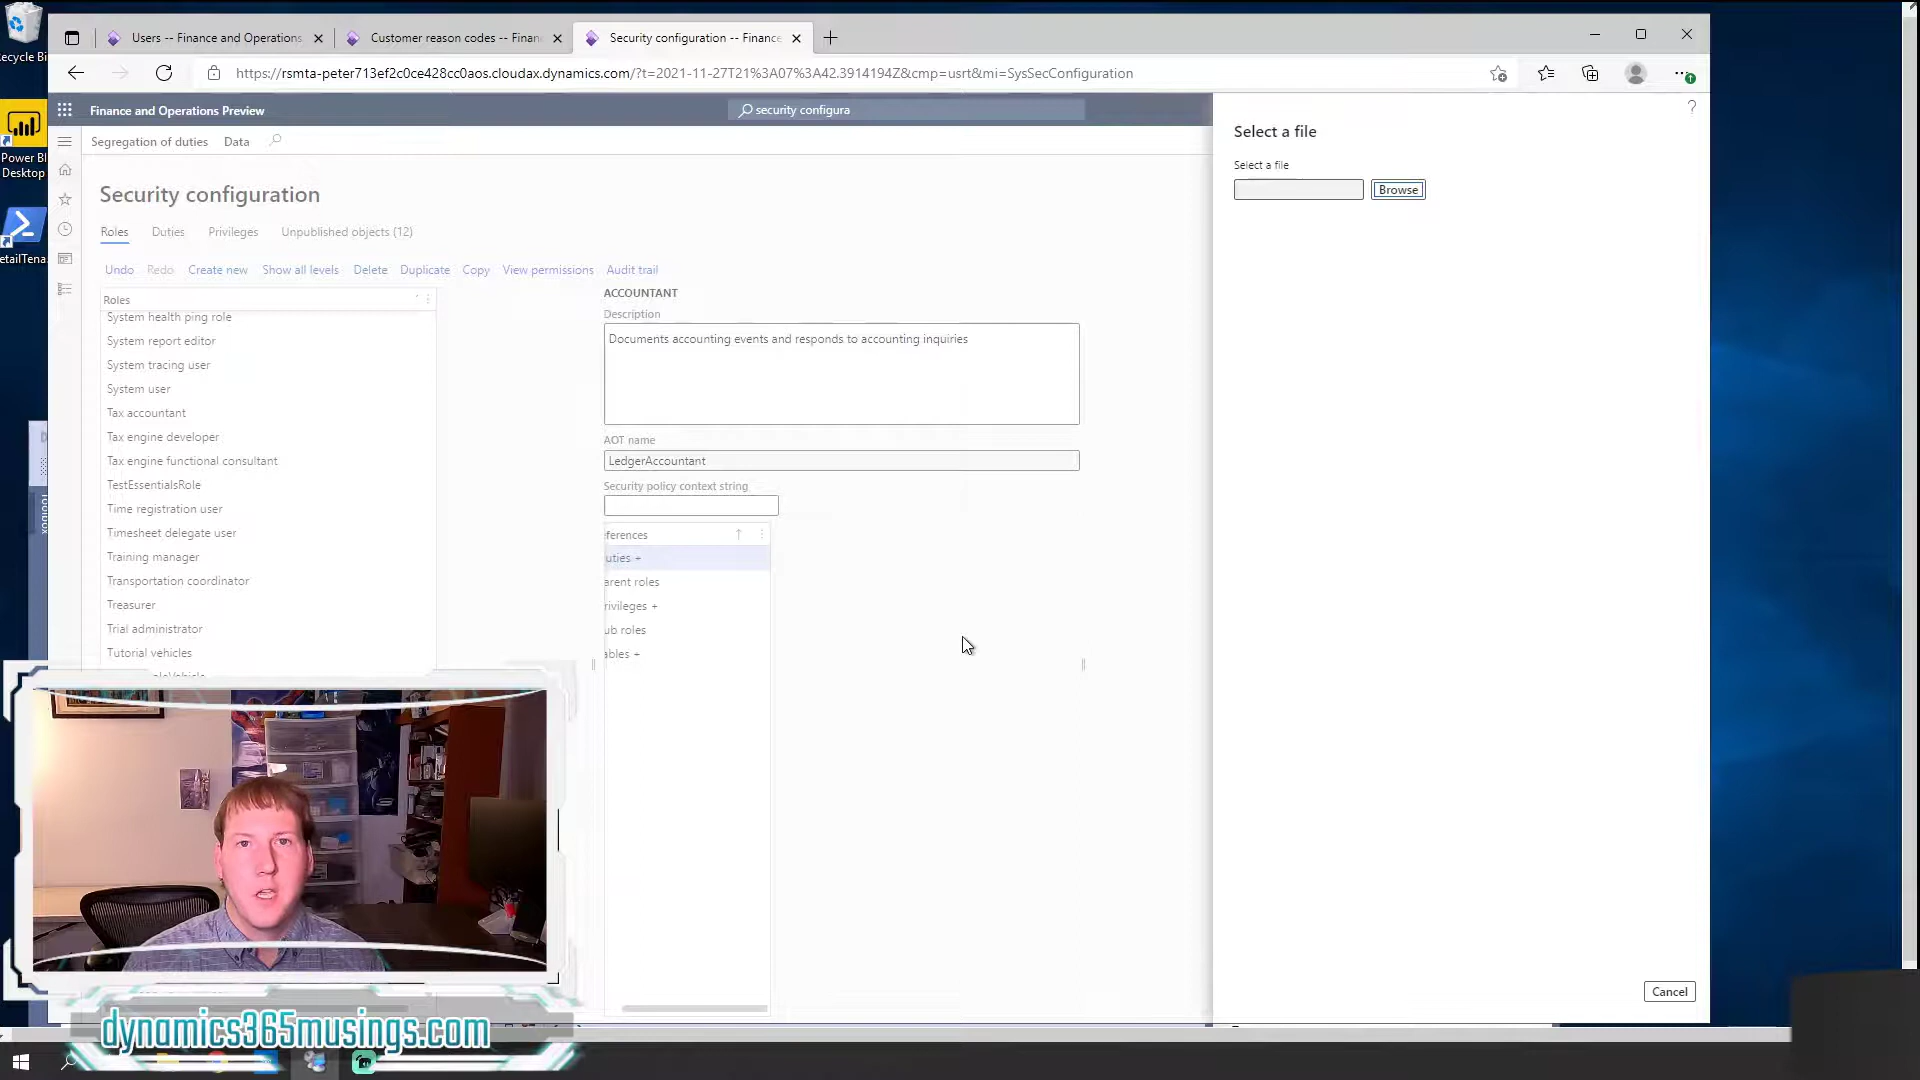 Recycle Bi
Power BI
Desktop
etailTena
Users -- Finance and Operations
Customer reason codes -- Finan
Security configuration -- Finance
https://rsmta-peter713ef2c0ce428cc0aos.cloudax.dynamics.com/?t=2021-11-27T21%3A07%3A42.3914194Z&cmp=usrt&mi=SysSecConfiguration
Finance and Operations Preview
security configura
Segregation of duties Data
Security configuration
Roles Duties Privileges Unpublished objects (12)
Undo Redo Create new Show all levels Delete Duplicate Copy View permissions Audit trail
Roles
System health ping role
System report editor
System tracing user
System user
Tax accountant
Tax engine developer
Tax engine functional consultant
TestEssentialsRole
Time registration user
Timesheet delegate user
Training manager
Transportation coordinator
Treasurer
Trial administrator
Tutorial vehicles
ACCOUNTANT
Description
Documents accounting events and responds to accounting inquiries
AOT name
LedgerAccountant
Security policy context string
eferences
uties +
arent roles
rivileges +
ub roles
ables +
Select a file
Select a file
Browse
Cancel
Toolbox
dynamics365musings.com